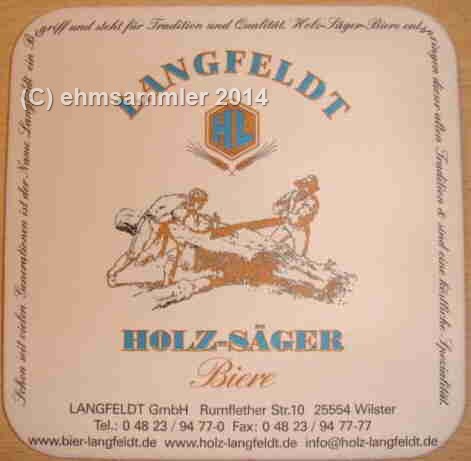 Schon seit vielen Generationen ist der Name Langfeldt ein Begriff und steht für Tradition und Qualität. Holz-Säger-Biere entspringen dieser alten Tradition & sind eine köstliche Spezialität.
(C) ehmsammler 2014
LANGFELDT
HL
HOLZ-SÄGER
Biere
LANGFELDT GmbH Rumflether Str.10 25554 Wilster
Tel.: 0 48 23 / 94 77-0 Fax: 0 48 23 / 94 77-77
www.bier-langfeldt.de www.holz-langfeldt.de info@holz-langfeldt.de